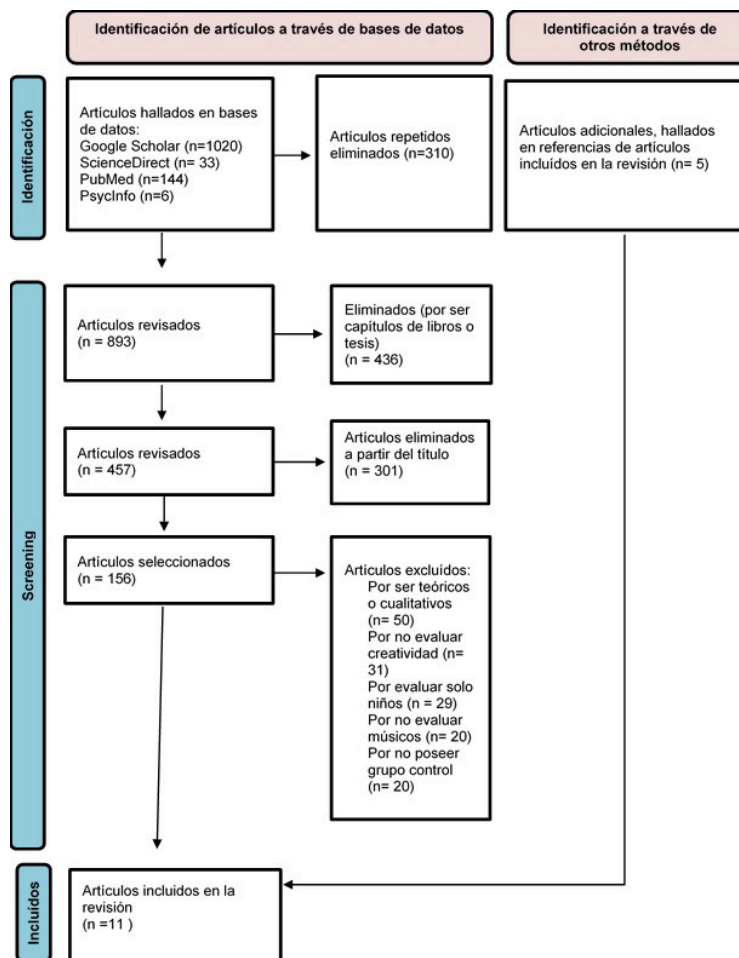 Identificación de artículos a través de bases de datos
Identificación a través de
otros métodos
Identificación
Artículos hallados en bases
de datos:
Google Scholar (n=1020)
ScienceDirect (n= 33)
PubMed (n=144)
PsycInfo (n=6)
Artículos repetidos
eliminados (n=310)
Artículos adicionales, hallados
en referencias de artículos
incluídos en la revisión (n= 5)
Screening
Artículos revisados
(n = 893)
Eliminados (por ser
capítulos de libros o
tesis)
(n = 436)
Artículos revisados
(n = 457)
Artículos eliminados
a partir del título
(n = 301)
Artículos seleccionados
(n = 156)
Artículos excluídos:
Por ser teóricos
o cualitativos
(n= 50)
Por no evaluar
creatividad (n=
31)
Por evaluar solo
niños (n = 29)
Por no evaluar
músicos (n= 20)
Por no poseer
grupo control
(n= 20)
Incluídos
Artículos incluidos en la
revisión
(n =11 )